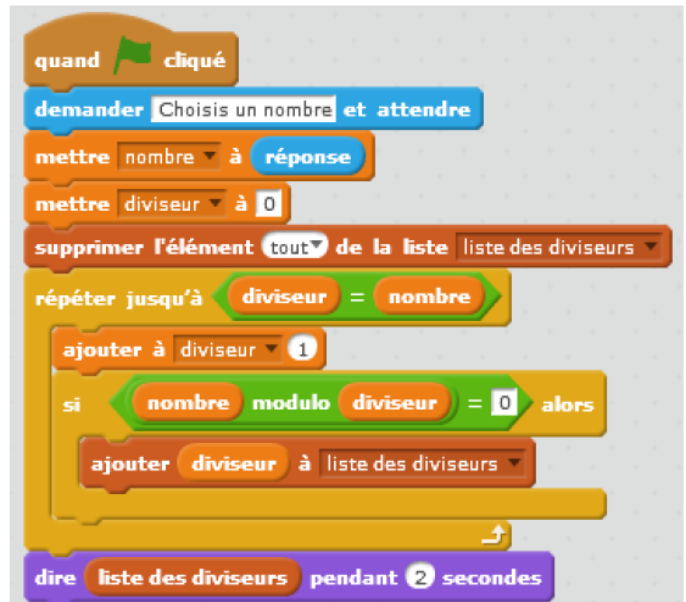 quand cliqué
demander Choisis un nombre et attendre
mettre nombre à réponse
mettre diviseur à 0
supprimer l'élément tout de la liste liste des diviseurs
répéter jusqu'à diviseur = nombre
ajouter à diviseur 1
si nombre modulo diviseur = 0 alors
ajouter diviseur à liste des diviseurs
dire liste des diviseurs pendant 2 secondes